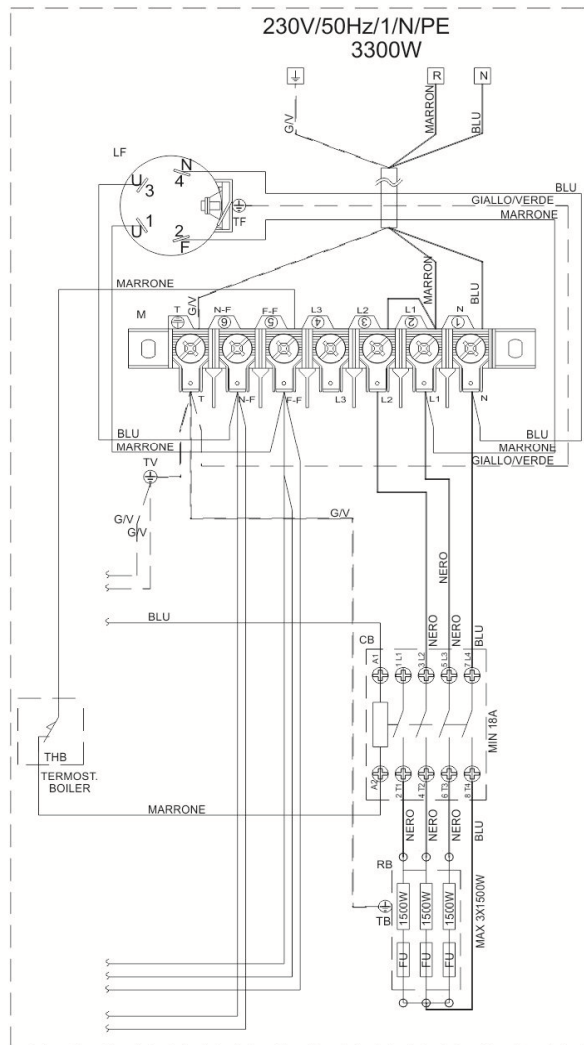 230V/50Hz/1/N/PE
3300W
R
N
G/V
MARRON
BLU
LF
U
3
N
4
U
1
2
F
TF
BLU
GIALLO/VERDE
MARRONE
MARRONE
G/V
MARRON
BLU
M
T
N-F
6
F-F
5
L3
4
L2
3
L1
2
N
1
T
N-F
F-F
L3
L2
L1
N
BLU
MARRONE
BLU
MARRONE
GIALLO/VERDE
TV
G/V
G/V
G/V
NERO
NERO
NERO
BLU
BLU
CB
A1
1 L1
3 L2
5 L3
7 L4
MIN 18A
THB
TERMOST.
BOILER
A2
2 T1
4 T2
6 T3
8 T4
MARRONE
NERO
NERO
NERO
BLU
RB
1500W
1500W
1500W
TB
FU
FU
FU
MAX 3X1500W